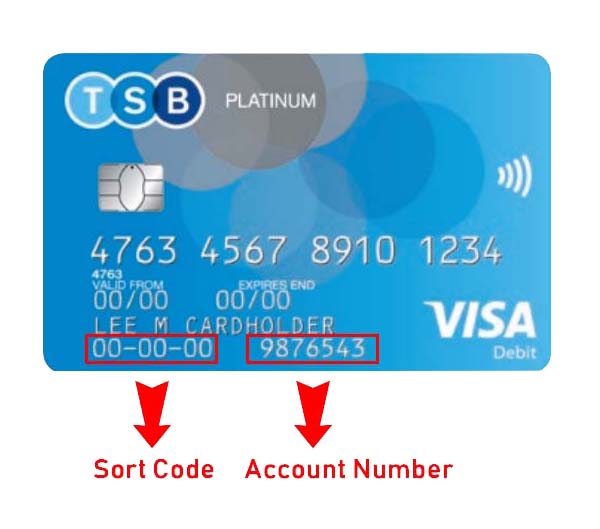 TSB PLATINUM
4763 4567 8910 1234
4763
VALID FROM EXPIRES END
00/00 00/00
LEE M CARDHOLDER
00-00-00 9876543
VISA
Debit
Sort Code Account Number